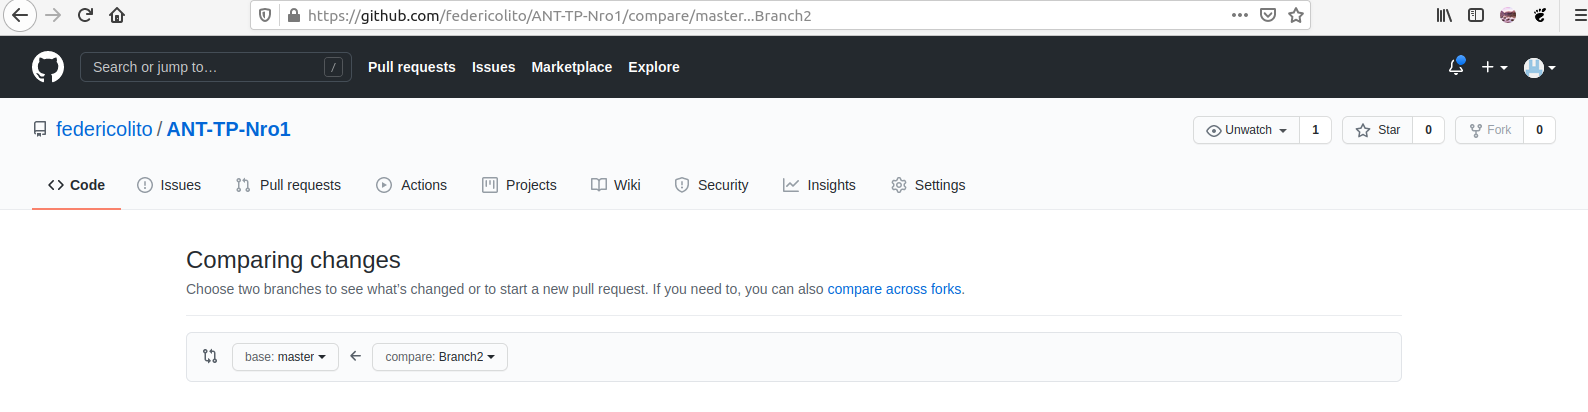 https://github.com/federicolito/ANT-TP-Nro1/compare/master...Branch2
Search or jump to… / Pull requests Issues Marketplace Explore
federicolito / ANT-TP-Nro1 Unwatch 1 Star 0 Fork 0
Code Issues Pull requests Actions Projects Wiki Security Insights Settings
Comparing changes
Choose two branches to see what's changed or to start a new pull request. If you need to, you can also compare across forks.
base: master compare: Branch2